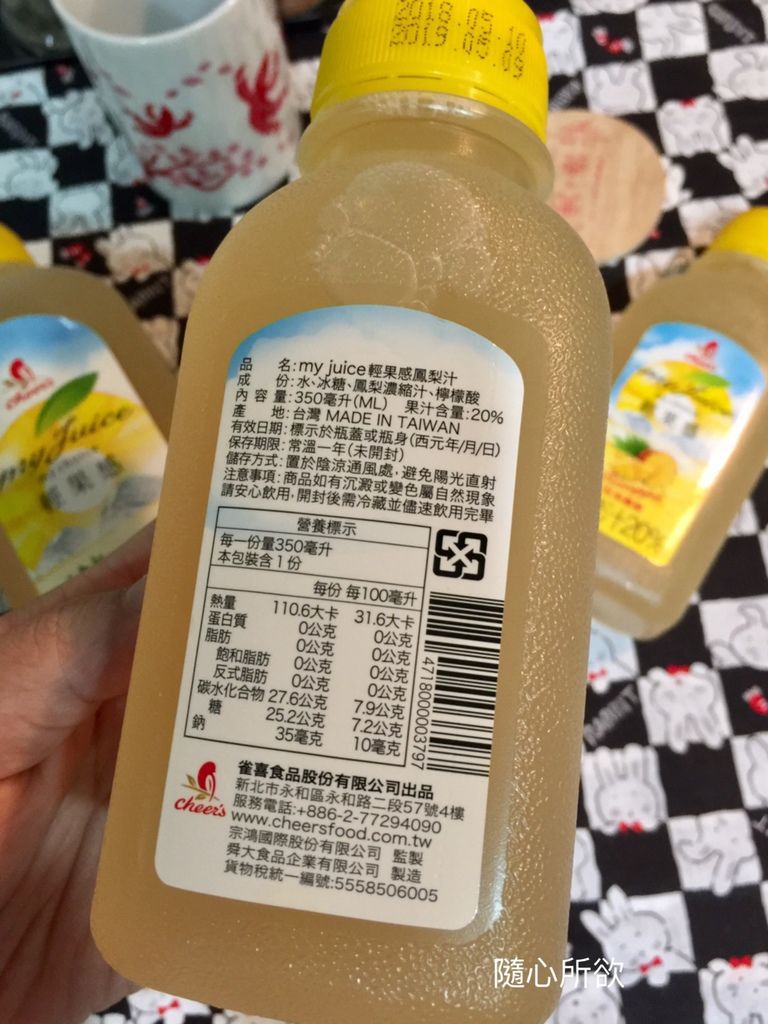 2018.09.10
2019.09.09
品 名:my juice輕果感鳳梨汁
成 份:水、冰糖、鳳梨濃縮汁、檸檬酸
內 容 量:350毫升(ML) 果汁含量:20%
產 地:台灣 MADE IN TAIWAN
有效日期:標示於瓶蓋或瓶身(西元年/月/日)
保存期限:常溫一年(未開封)
儲存方式:置於陰涼通風處,避免陽光直射
注意事項:商品如有沉澱或變色屬自然現象
請安心飲用,開封後需冷藏並儘速飲用完畢
營養標示
每一份量350毫升
本包裝含1份
每份 每100毫升
熱量 110.6大卡 31.6大卡
蛋白質 0公克 0公克
脂肪 0公克 0公克
飽和脂肪 0公克 0公克
反式脂肪 0公克 0公克
碳水化合物 27.6公克 7.9公克
糖 25.2公克 7.2公克
鈉 35毫克 10毫克
4718000003797
cheer's
雀喜食品股份有限公司出品
新北市永和區永和路二段57號4樓
服務電話:+886-2-77294090
www.cheersfood.com.tw
宗鴻國際股份有限公司 監製
舜大食品企業有限公司 製造
貨物稅統一編號:5558506005
cheer's
my juice
隨心所欲